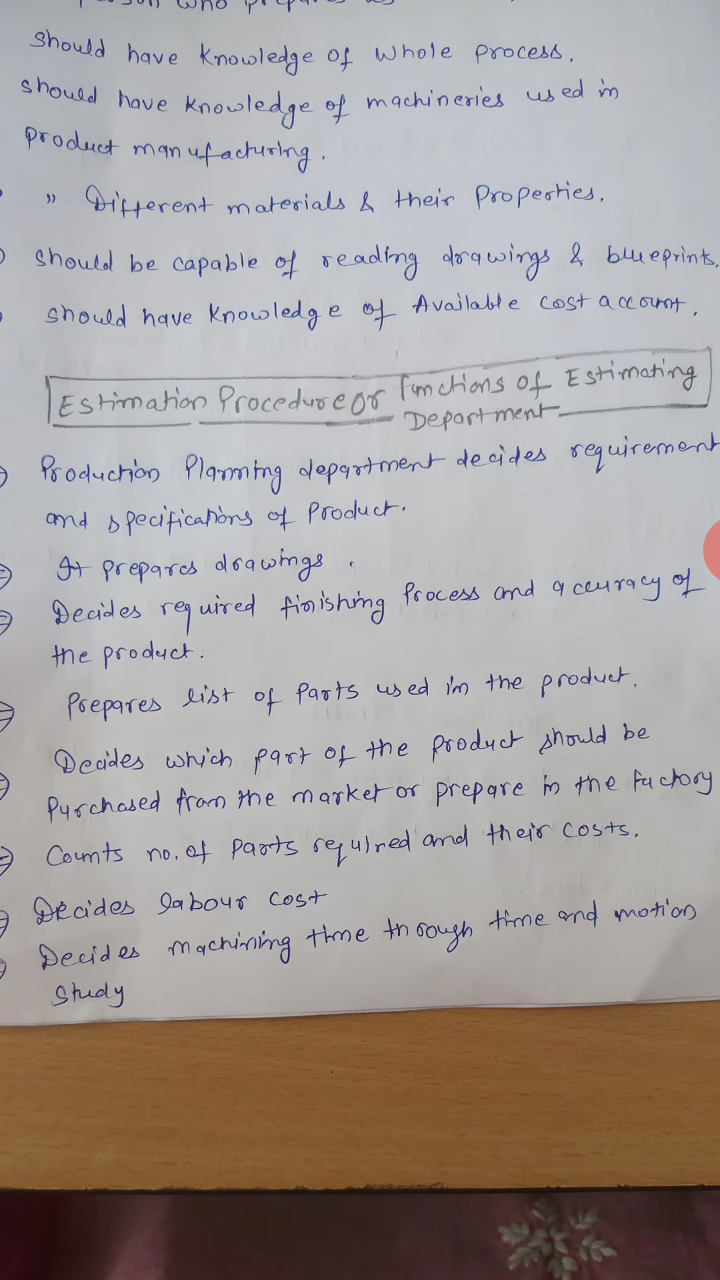 who
should have knowledge of whole process.
should have knowledge of machineries used in
product manufacturing.
" Different materials & their Properties.
should be capable of reading drawings & blueprints.
should have knowledge of Available cost account.
Estimation Procedure or functions of Estimating
Department
Production Planning department decides requirement
and specifications of Product.
It prepares drawings.
Decides required finishing Process and accuracy of
the product.
Prepares list of Parts used in the product.
Decides which part of the product should be
purchased from the market or prepare in the factory
Counts no. of Parts required and their costs.
Decides labour cost
Decides machining time through time and motion
study